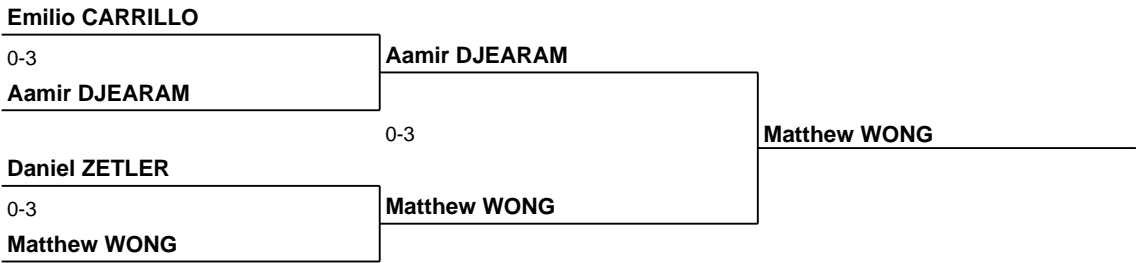 Emilio CARRILLO
0-3
Aamir DJEARAM
Aamir DJEARAM
0-3
Matthew WONG
Daniel ZETLER
0-3
Matthew WONG
Matthew WONG